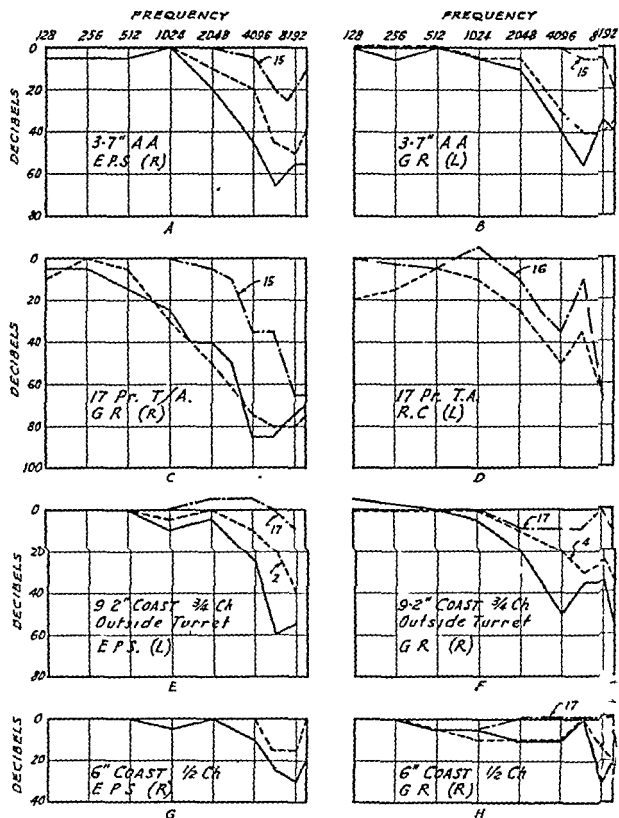 FREQUENCY
128 256 512 1024 2048 4096 8192
FREQUENCY
128 256 512 1024 2048 4096 8192
DECIBELS
0
20
40
60
80
15
3·7" A A
E P.S (R)
A
15
3·7" AA
G R (L)
B
DECIBELS
0
20
40
60
80
100
15
17 Pr. T/A.
G R (R)
C
16
17 Pr. T.A.
R.C (L)
D
DECIBELS
0
20
40
60
80
17
2
9 2" COAST ¾ Ch
Outside Turret
E P S. (L)
E
17
4
9·2" COAST ¾ Ch
Outside Turret
G R (R)
F
DECIBELS
0
20
40
6" COAST ½ Ch
E P S (R)
G
17
6" COAST ½ Ch
G R (R)
H